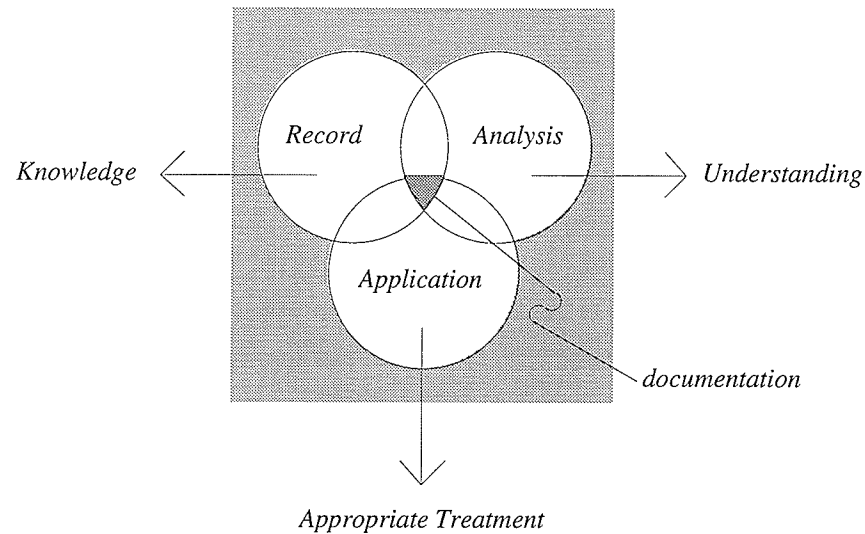 Record
Analysis
Knowledge
Understanding
Application
documentation
Appropriate Treatment